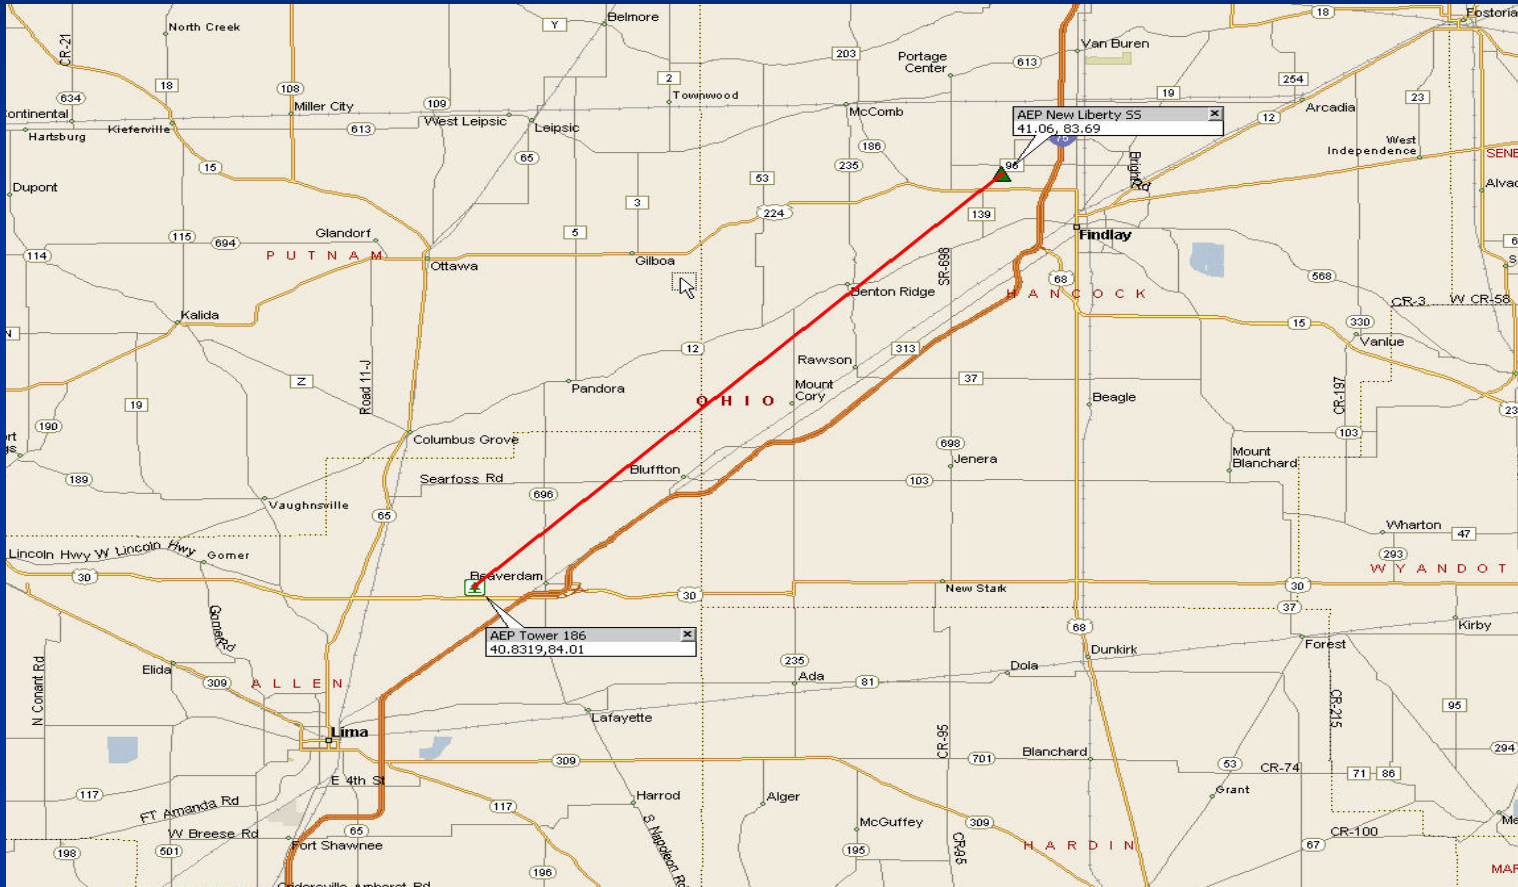 Belmore
Y
North Creek
CR-21
18
Fostoria
Van Buren
203
Portage
Center
613
18
108
2
254
19
634
109
Townwood
Miller City
23
Arcadia
Continental
West Leipsic
McComb
AEP New Liberty SS
41.06, 83.69
12
Hartsburg
Kieferville
613
Leipsic
75
186
West
Independence
SENE
65
235
96
Bright
Rd
15
53
Dupont
Alva
3
224
139
115
694
Glandorf
5
Findlay
6
114
PUTNAM
Ottawa
Gilboa
SR-698
68
568
Benton Ridge
HANCOCK
CR-3
W CR-58
Kalida
N
15
330
Vanlue
12
313
Rawson
Z
Road 11-J
Pandora
37
Mount
Cory
CR-197
19
OHIO
Beagle
23
190
Columbus Grove
698
103
Mount
Blanchard
189
Searfoss Rd
Bluffton
Jenera
103
696
Vaughnsville
65
Wharton
47
Lincoln Hwy W Lincoln Hwy
Gomer
293
30
Beaverdam
WYANDOT
30
New Stark
30
37
Gomer Rd
AEP Tower 186
40.8319,84.01
68
Kirby
Forest
Elida
235
Dunkirk
N Conant Rd
309
ALLEN
Ada
81
Dola
CR-215
95
Lafayette
Lima
CR-95
Blanchard
294
309
701
53
CR-74
71
86
E 4th St
117
Harrod
Alger
Grant
FT Amanda Rd
117
S Napoleon Rd
McGuffey
309
W Breese Rd
65
CR-100
Fort Shawnee
CR-95
HARDIN
67
198
501
195
196
MAR
Cridersville Amherst Rd